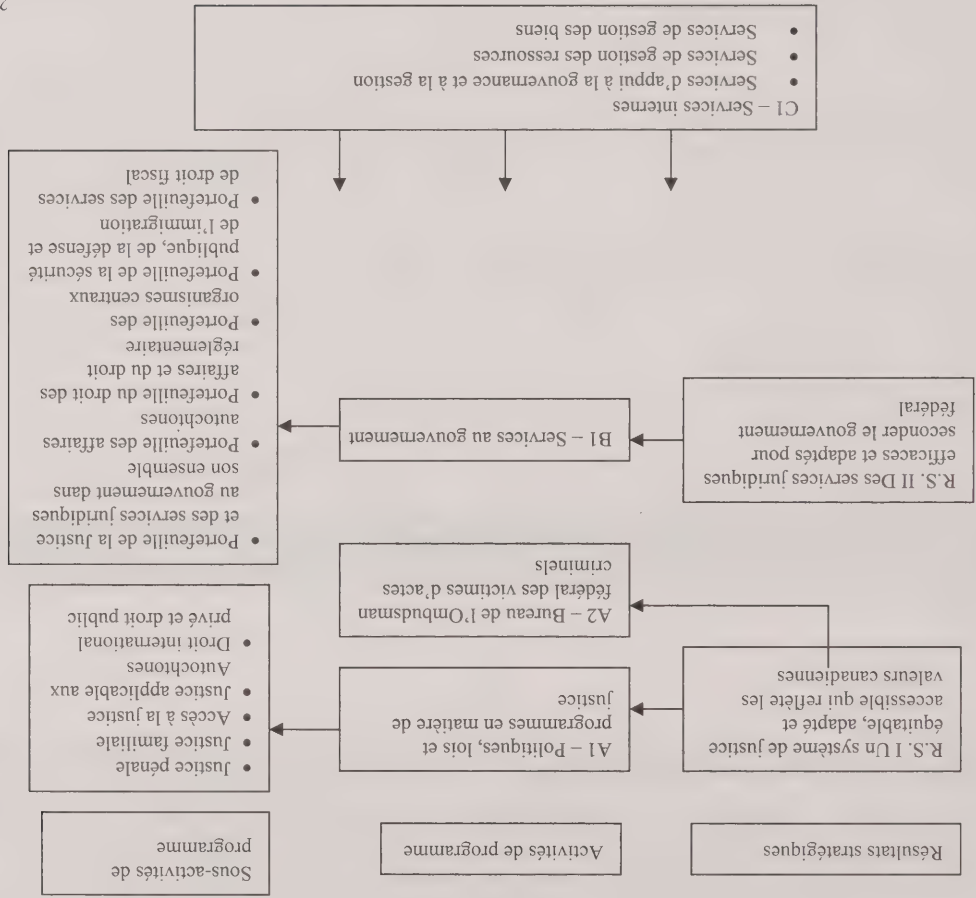 Résultats stratégiques
Activités de programme
Sous-activités de
programme
R.S. I Un système de justice
équitable, adapté et
accessible qui reflète les
valeurs canadiennes
A1 – Politiques, lois et
programmes en matière de
justice
• Justice pénale
• Justice familiale
• Accès à la justice
• Justice applicable aux
Autochtones
• Droit international
privé et droit public
A2 – Bureau de l'Ombudsman
fédéral des victimes d'actes
criminels
R.S. II Des services juridiques
efficaces et adaptés pour
seconder le gouvernement
fédéral
B1 – Services au gouvernement
• Portefeuille de la Justice
et des services juridiques
au gouvernement dans
son ensemble
• Portefeuille des affaires
autochtones
• Portefeuille du droit des
affaires et du droit
réglementaire
• Portefeuille des
organismes centraux
• Portefeuille de la sécurité
publique, de la défense et
de l'immigration
• Portefeuille des services
de droit fiscal
C1 – Services internes
• Services d'appui à la gouvernance et à la gestion
• Services de gestion des ressources
• Services de gestion des biens